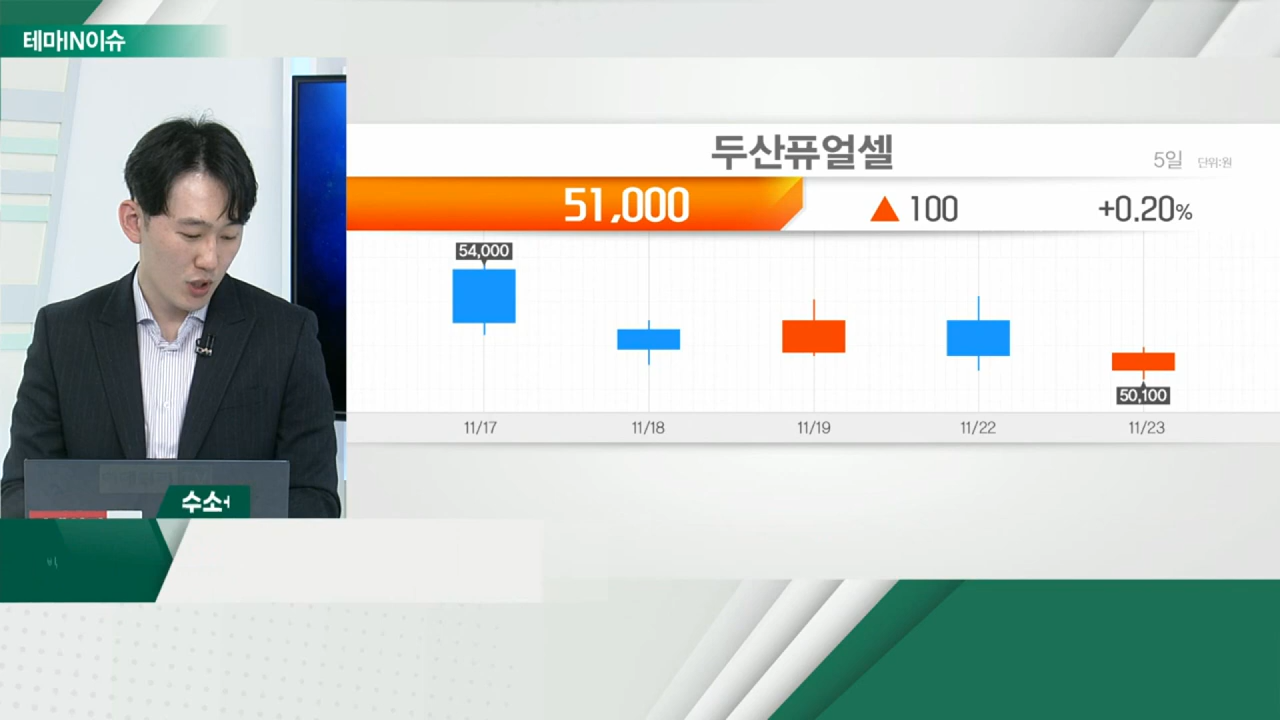 테마IN이슈
두산퓨얼셀
5일 단위:원
51,000 ▲ 100 +0.20%
54,000
50,100
11/17 11/18 11/19 11/22 11/23
수소